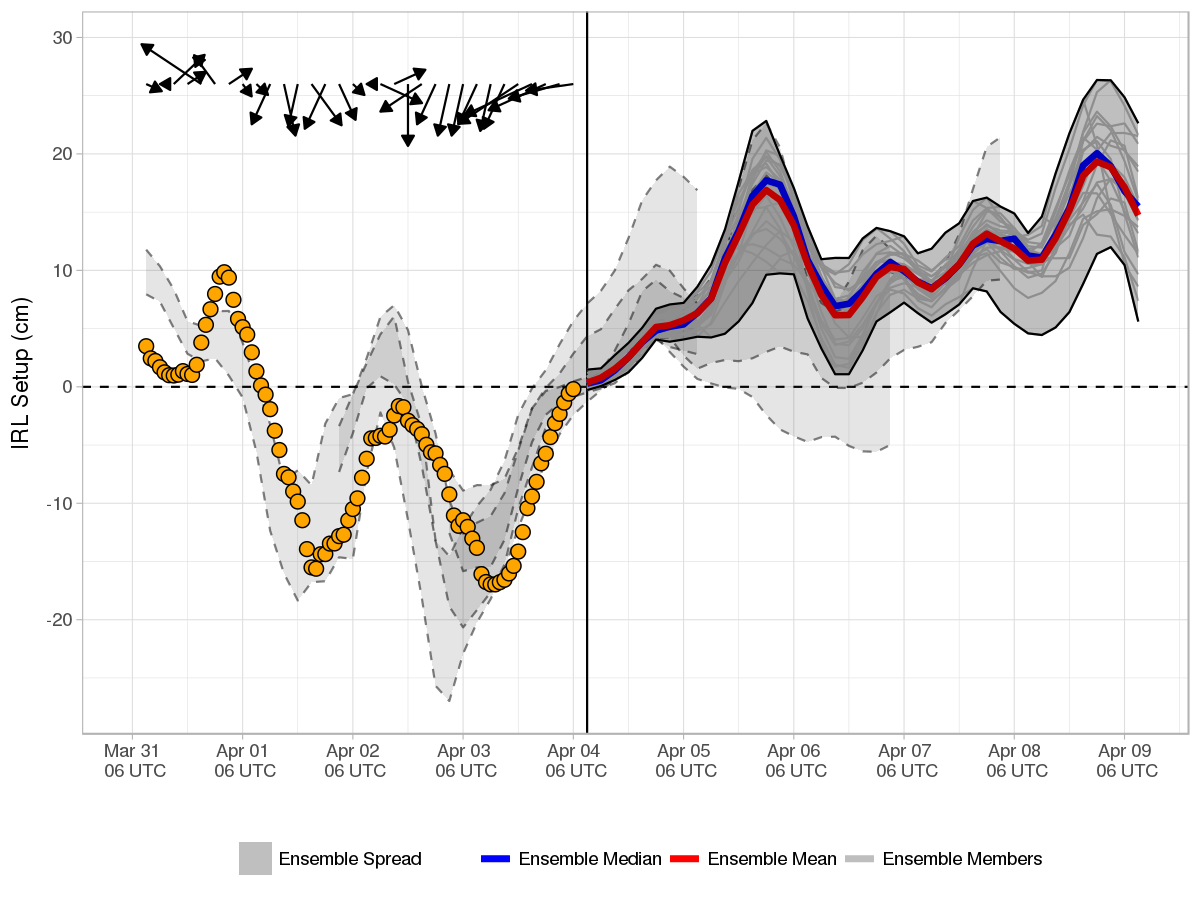 IRL Setup (cm)
30
20
10
0
-10
-20
Mar 31 Apr 01 Apr 02 Apr 03 Apr 04 Apr 05 Apr 06 Apr 07 Apr 08 Apr 09
06 UTC 06 UTC 06 UTC 06 UTC 06 UTC 06 UTC 06 UTC 06 UTC 06 UTC 06 UTC
Ensemble Spread Ensemble Median Ensemble Mean Ensemble Members